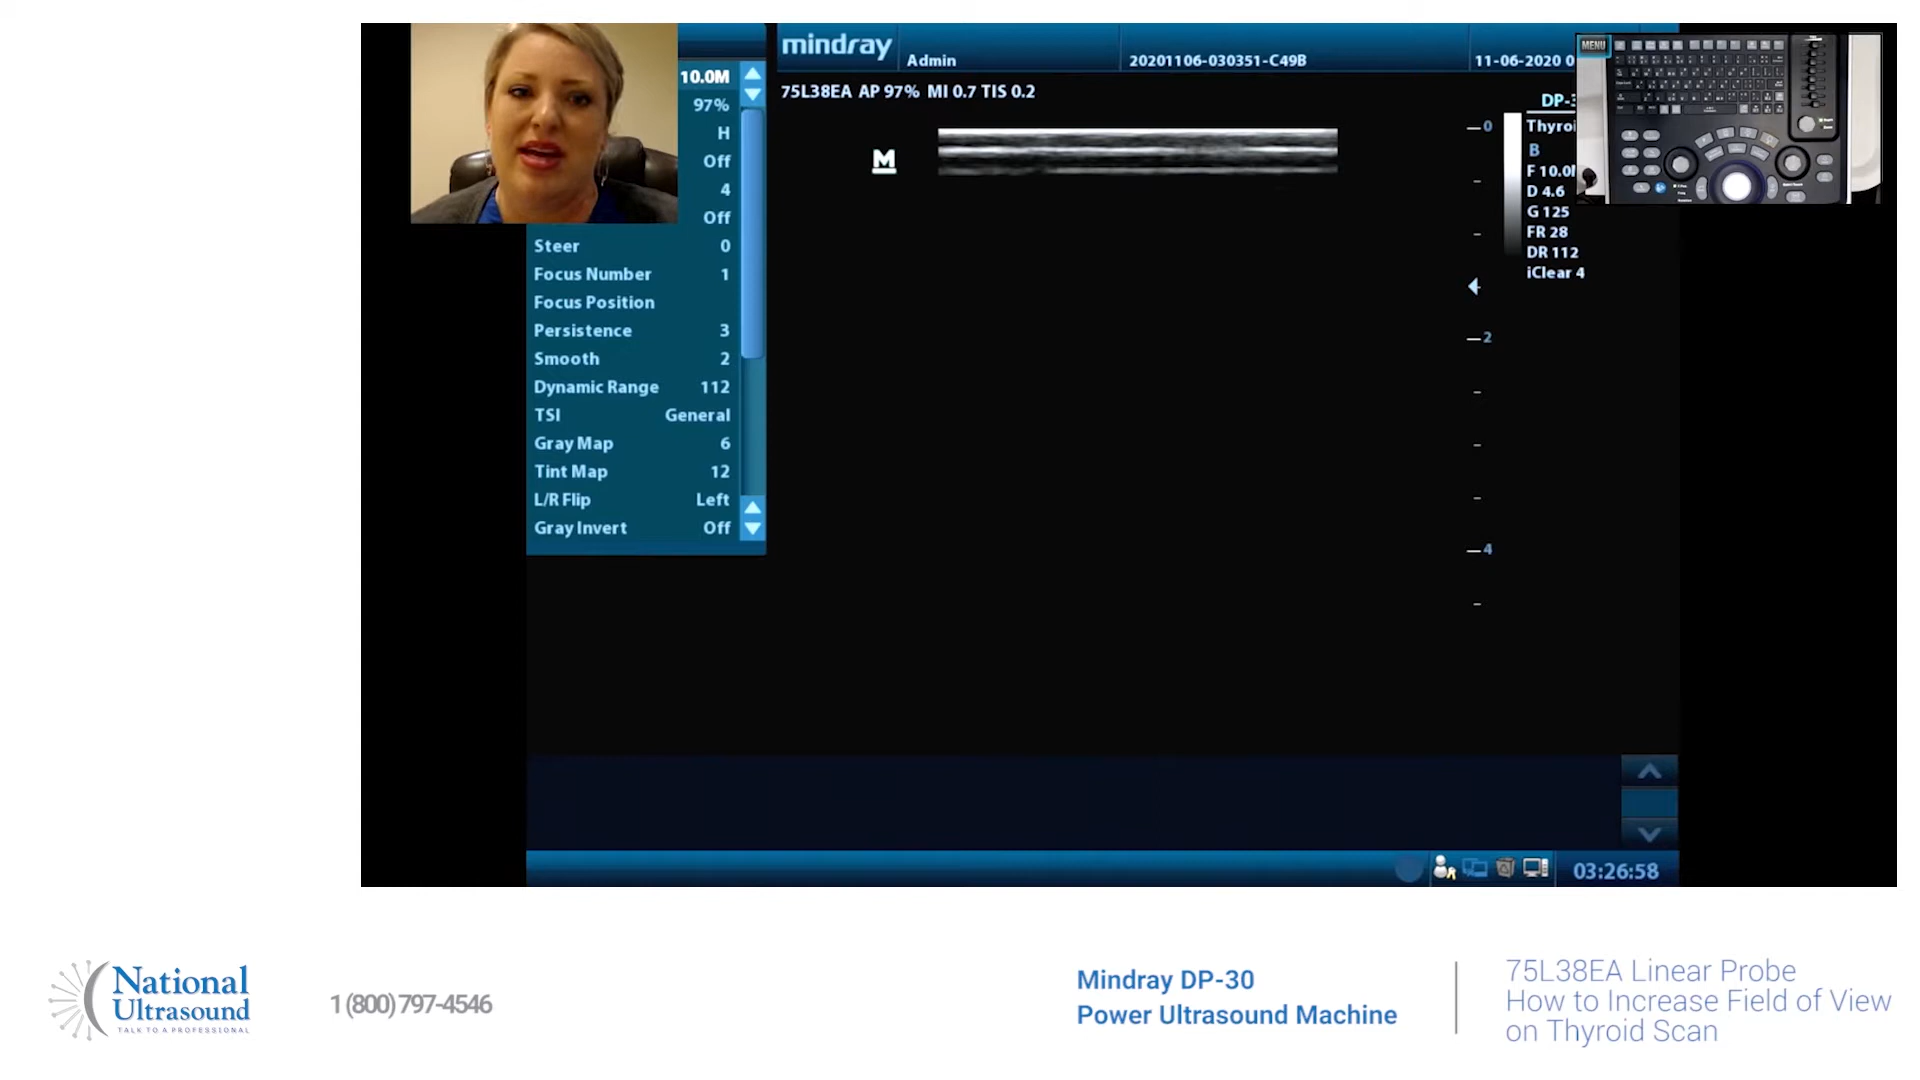 mindray
Admin
20201106-030351-C49B
11-06-2020 0
MENU
10.0M
97%
H
Off
4
Off
Steer 0
Focus Number 1
Focus Position
Persistence 3
Smooth 2
Dynamic Range 112
TSI General
Gray Map 6
Tint Map 12
L/R Flip Left
Gray Invert Off
75L38EA AP 97% MI 0.7 TIS 0.2
M
0
2
4
DP-
Thyroi
B
F 10.0
D 4.6
G 125
FR 28
DR 112
iClear 4
03:26:58
National
Ultrasound
TALK TO A PROFESSIONAL
1 (800) 797-4546
Mindray DP-30
Power Ultrasound Machine
75L38EA Linear Probe
How to Increase Field of View
on Thyroid Scan